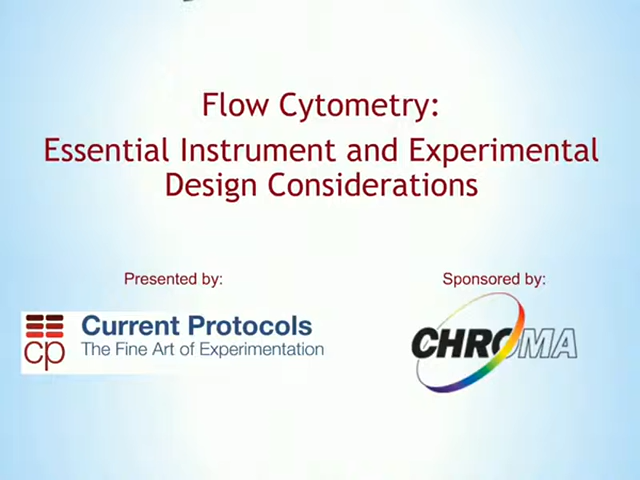 Flow Cytometry:
Essential Instrument and Experimental
Design Considerations
Presented by:
Sponsored by:
cp
Current Protocols
The Fine Art of Experimentation
CHROMA